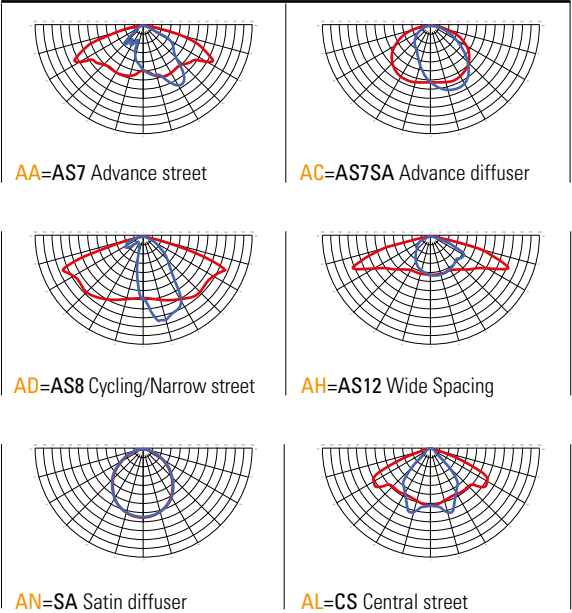 AA=AS7 Advance street
AC=AS7SA Advance diffuser
AD=AS8 Cycling/Narrow street
AH=AS12 Wide Spacing
AN=SA Satin diffuser
AL=CS Central street